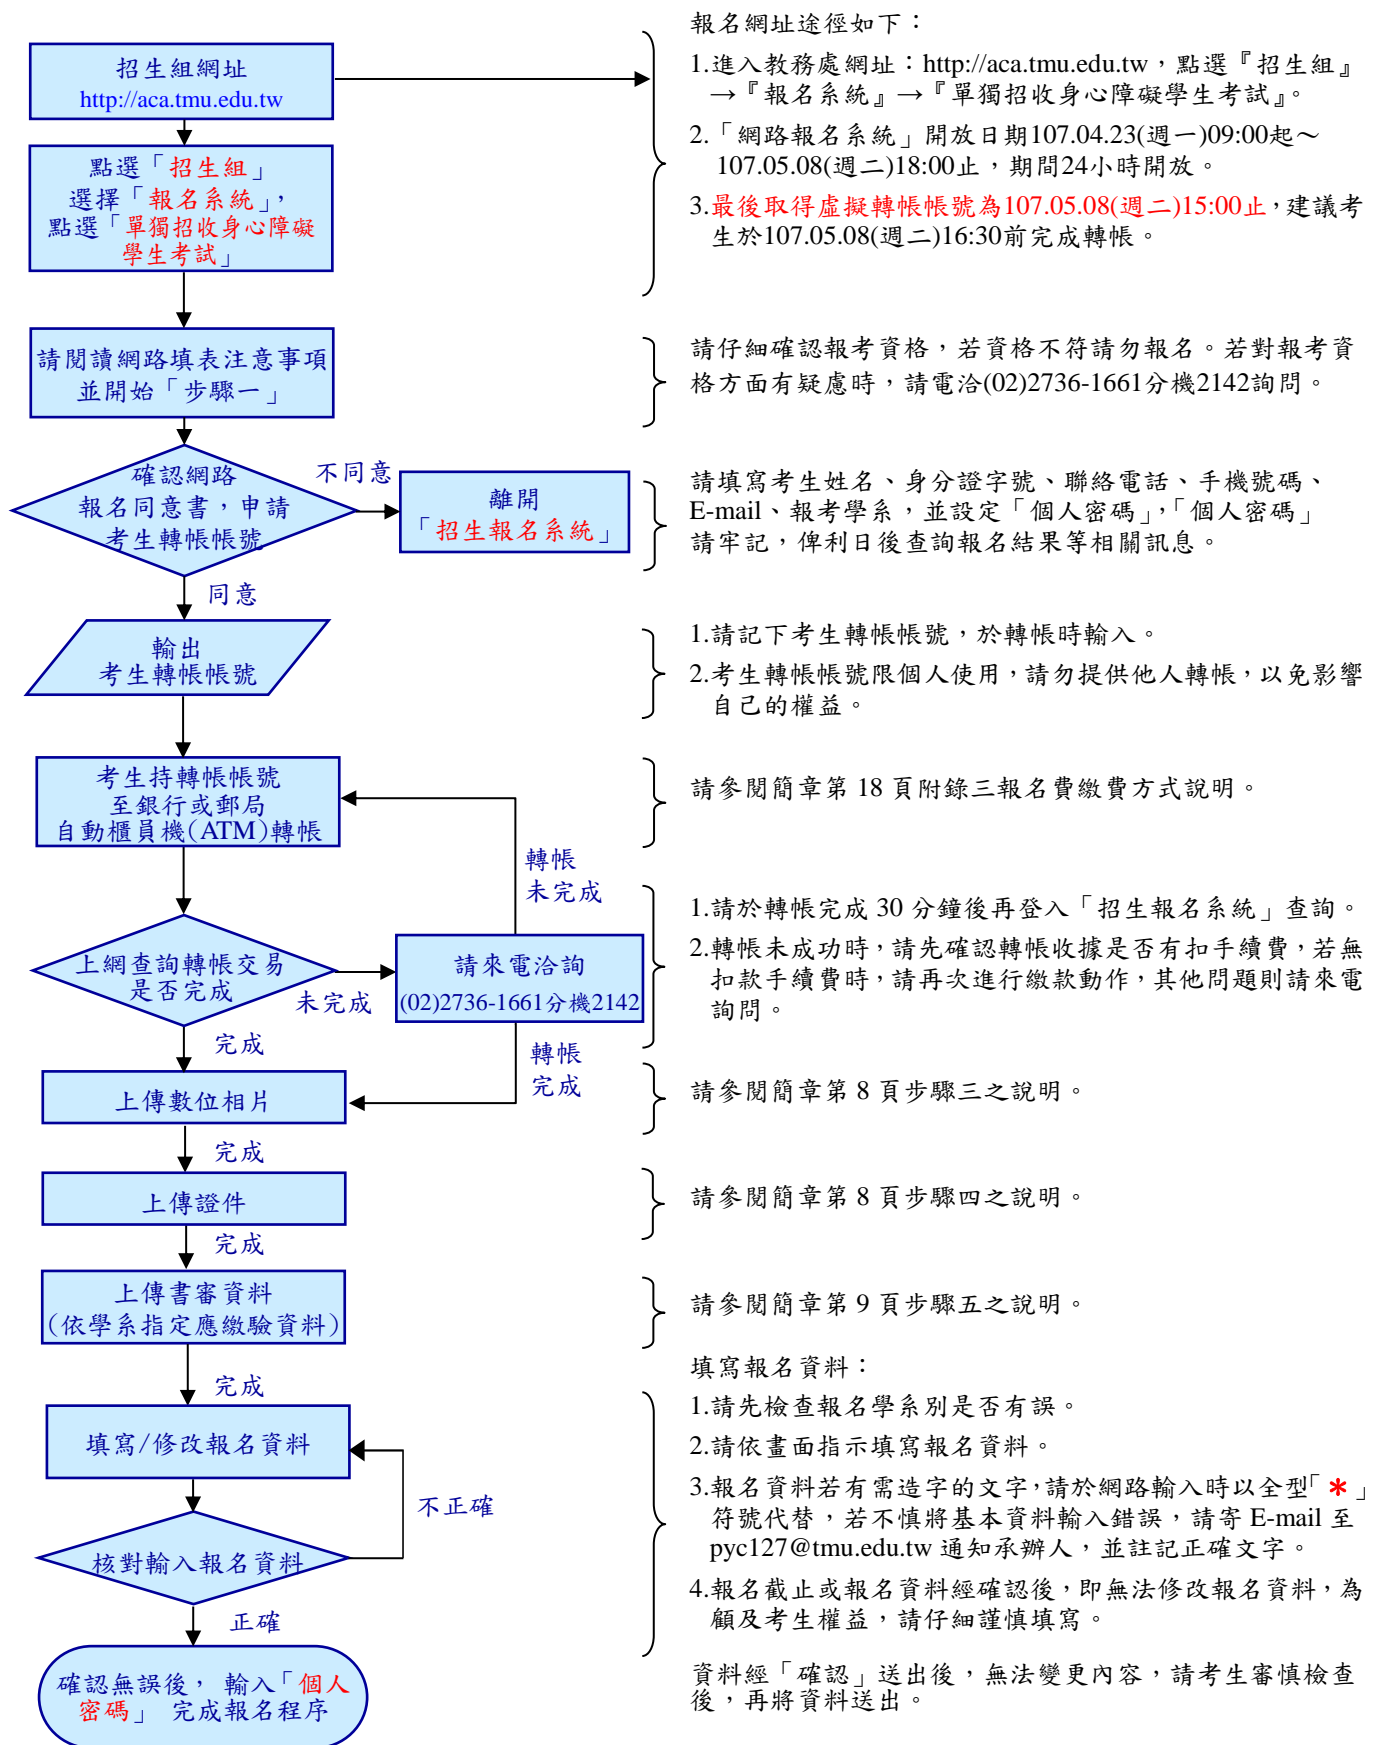 報名網址途徑如下：
招生組網址
http://aca.tmu.edu.tw
1.進入教務處網址：http://aca.tmu.edu.tw，點選『招生組』
→『報名系統』→『單獨招收身心障礙學生考試』。
2.「網路報名系統」開放日期107.04.23(週一)09:00起～
107.05.08(週二)18:00止，期間24小時開放。
3.最後取得虛擬轉帳帳號為107.05.08(週二)15:00止，建議考
生於107.05.08(週二)16:30前完成轉帳。
點選「招生組」
選擇「報名系統」，
點選「單獨招收身心障礙
學生考試」
請閱讀網路填表注意事項
並開始「步驟一」
請仔細確認報考資格，若資格不符請勿報名。若對報考資
格方面有疑慮時，請電洽(02)2736-1661分機2142詢問。
確認網路
報名同意書，申請
考生轉帳帳號
不同意
離開
「招生報名系統」
請填寫考生姓名、身分證字號、聯絡電話、手機號碼、
E-mail、報考學系，並設定「個人密碼」，「個人密碼」
請牢記，俾利日後查詢報名結果等相關訊息。
同意
輸出
考生轉帳帳號
1.請記下考生轉帳帳號，於轉帳時輸入。
2.考生轉帳帳號限個人使用，請勿提供他人轉帳，以免影響
自己的權益。
考生持轉帳帳號
至銀行或郵局
自動櫃員機(ATM)轉帳
請參閱簡章第 18 頁附錄三報名費繳費方式說明。
轉帳
未完成
上網查詢轉帳交易
是否完成
未完成
請來電洽詢
(02)2736-1661分機2142
1.請於轉帳完成 30 分鐘後再登入「招生報名系統」查詢。
2.轉帳未成功時，請先確認轉帳收據是否有扣手續費，若無
扣款手續費時，請再次進行繳款動作，其他問題則請來電
詢問。
完成
轉帳
完成
上傳數位相片
請參閱簡章第 8 頁步驟三之說明。
完成
上傳證件
請參閱簡章第 8 頁步驟四之說明。
完成
上傳書審資料
(依學系指定應繳驗資料)
請參閱簡章第 9 頁步驟五之說明。
完成
填寫/修改報名資料
不正確
核對輸入報名資料
正確
填寫報名資料：
1.請先檢查報名學系別是否有誤。
2.請依畫面指示填寫報名資料。
3.報名資料若有需造字的文字，請於網路輸入時以全型「＊」
符號代替，若不慎將基本資料輸入錯誤，請寄 E-mail 至
pyc127@tmu.edu.tw 通知承辦人，並註記正確文字。
4.報名截止或報名資料經確認後，即無法修改報名資料，為
顧及考生權益，請仔細謹慎填寫。
確認無誤後， 輸入「個人
密碼」 完成報名程序
資料經「確認」送出後，無法變更內容，請考生審慎檢查
後，再將資料送出。